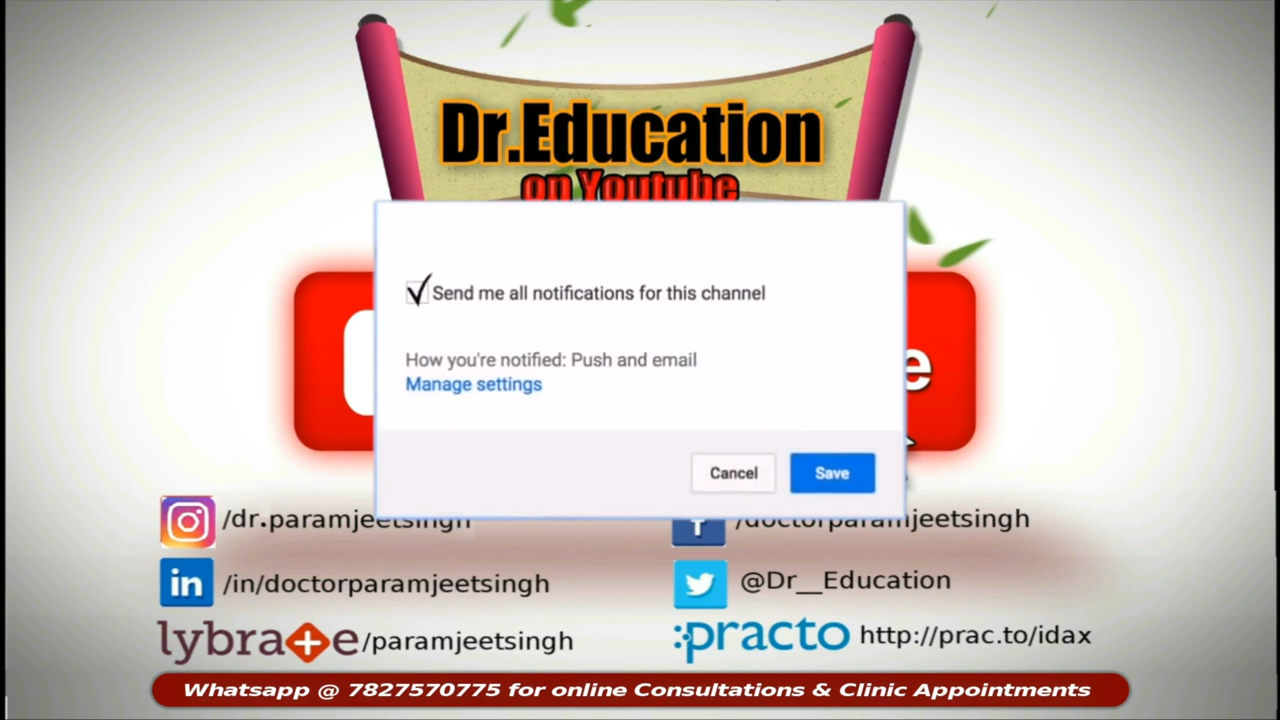 Dr.Education
on Youtube
Send me all notifications for this channel
How you're notified: Push and email
Manage settings
e
Cancel Save
/dr.paramjeetsingh
/doctorparamjeetsingh
in /in/doctorparamjeetsingh
@Dr__Education
lybrate/paramjeetsingh
:practo http://prac.to/idax
Whatsapp @ 7827570775 for online Consultations & Clinic Appointments